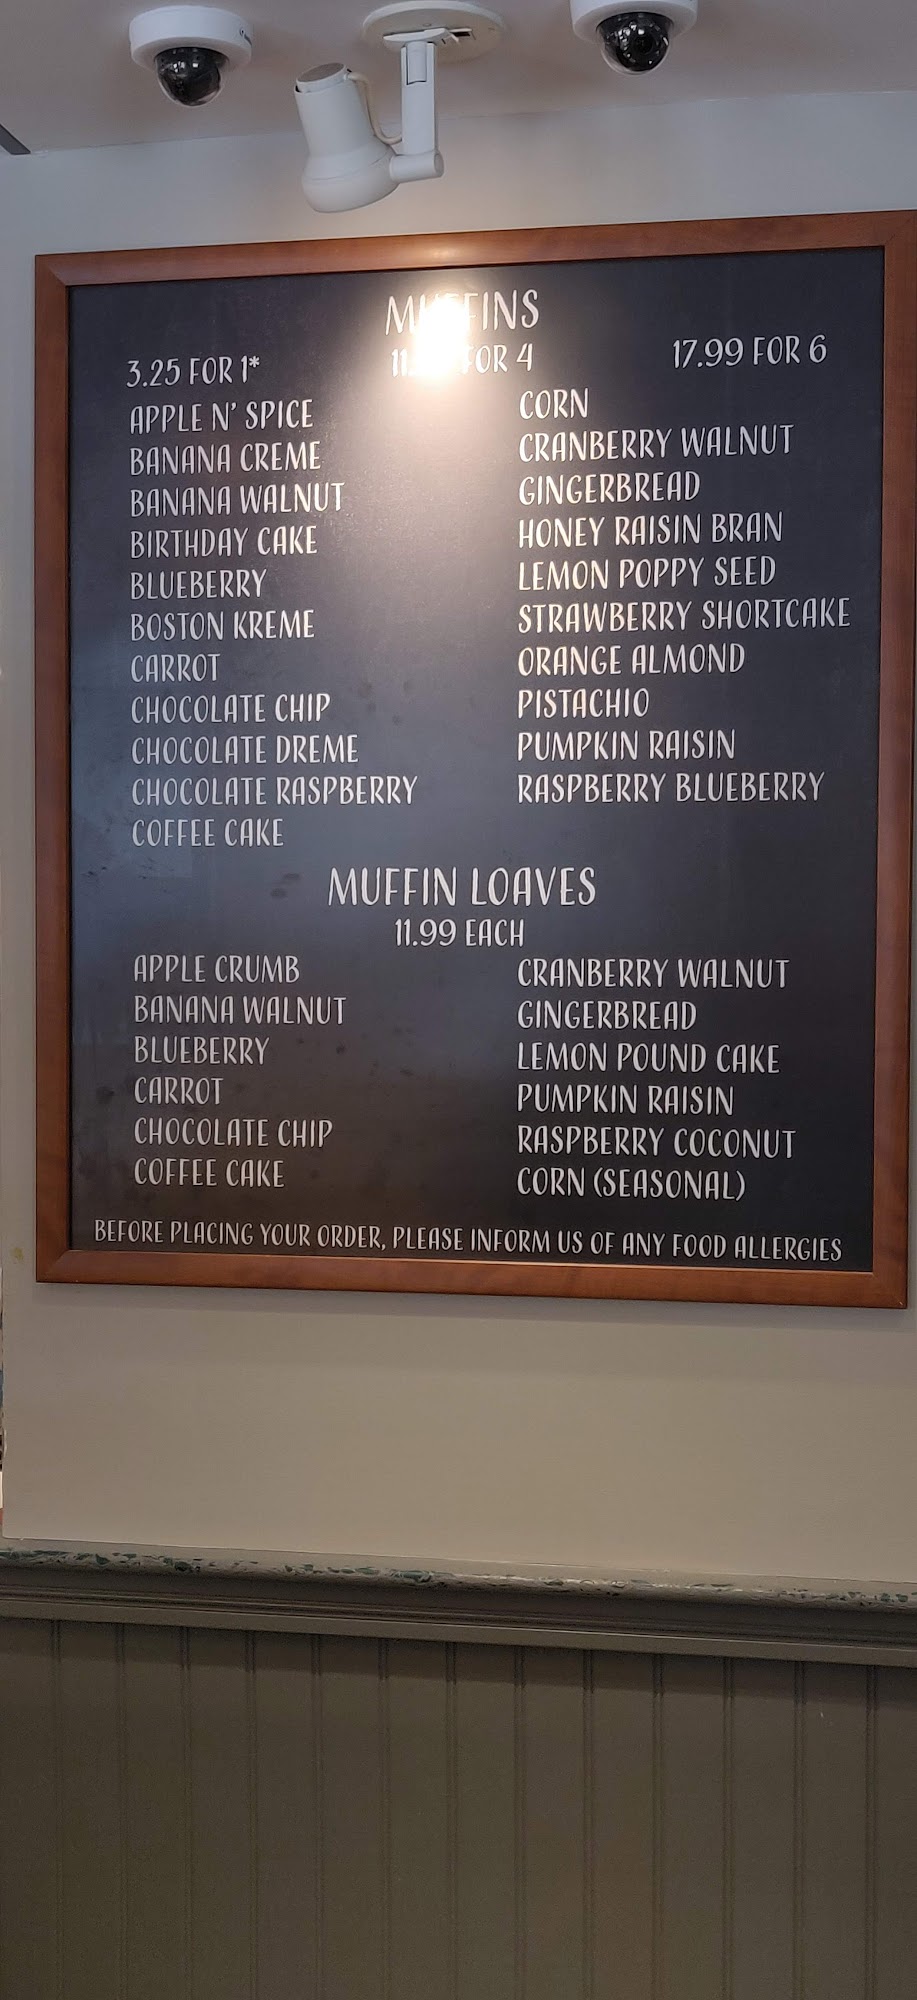 MUFFINS
3.25 FOR 1* FOR 4 17.99 FOR 6
APPLE N' SPICE
BANANA CREME
BANANA WALNUT
BIRTHDAY CAKE
BLUEBERRY
BOSTON KREME
CARROT
CHOCOLATE CHIP
CHOCOLATE DREME
CHOCOLATE RASPBERRY
COFFEE CAKE
CORN
CRANBERRY WALNUT
GINGERBREAD
HONEY RAISIN BRAN
LEMON POPPY SEED
STRAWBERRY SHORTCAKE
ORANGE ALMOND
PISTACHIO
PUMPKIN RAISIN
RASPBERRY BLUEBERRY
MUFFIN LOAVES
11.99 EACH
APPLE CRUMB
BANANA WALNUT
BLUEBERRY
CARROT
CHOCOLATE CHIP
COFFEE CAKE
CRANBERRY WALNUT
GINGERBREAD
LEMON POUND CAKE
PUMPKIN RAISIN
RASPBERRY COCONUT
CORN (SEASONAL)
BEFORE PLACING YOUR ORDER, PLEASE INFORM US OF ANY FOOD ALLERGIES